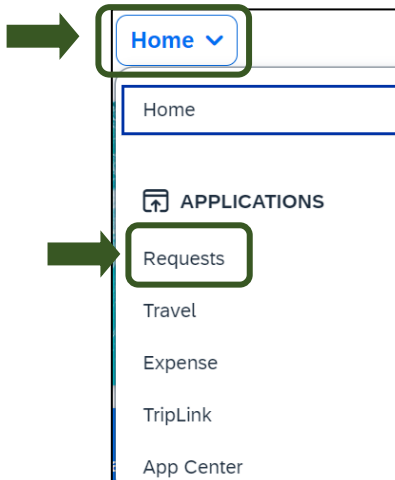 Home
Home
APPLICATIONS
Requests
Travel
Expense
TripLink
App Center